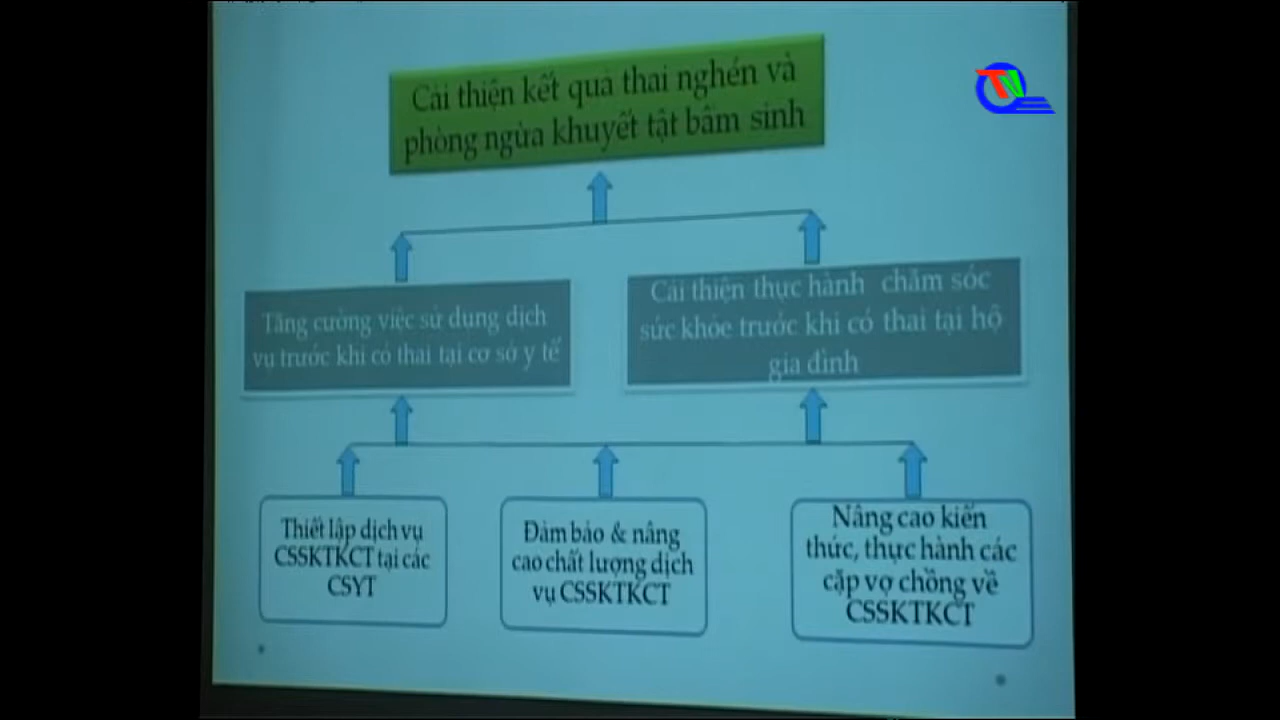 Cải thiện kết quả thai nghén và
phòng ngừa khuyết tật bẩm sinh
Tăng cường việc sử dụng dịch
vụ trước khi có thai tại cơ sở y tế
Cải thiện thực hành chăm sóc
sức khỏe trước khi có thai tại hộ
gia đình
Thiết lập dịch vụ
CSSKTKCT tại các
CSYT
Đảm bảo & nâng
cao chất lượng dịch
vụ CSSKTKCT
Nâng cao kiến
thức, thực hành các
cặp vợ chồng về
CSSKTKCT